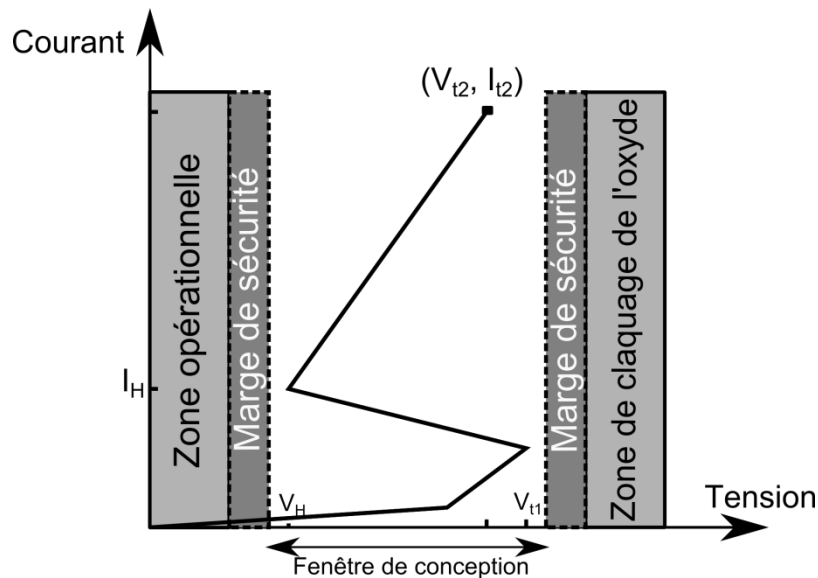 Courant
(Vt2, It2)
Zone opérationnelle
Marge de sécurité
Marge de sécurité
Zone de claquage de l'oxyde
IH
VH
Vt1
Tension
Fenêtre de conception